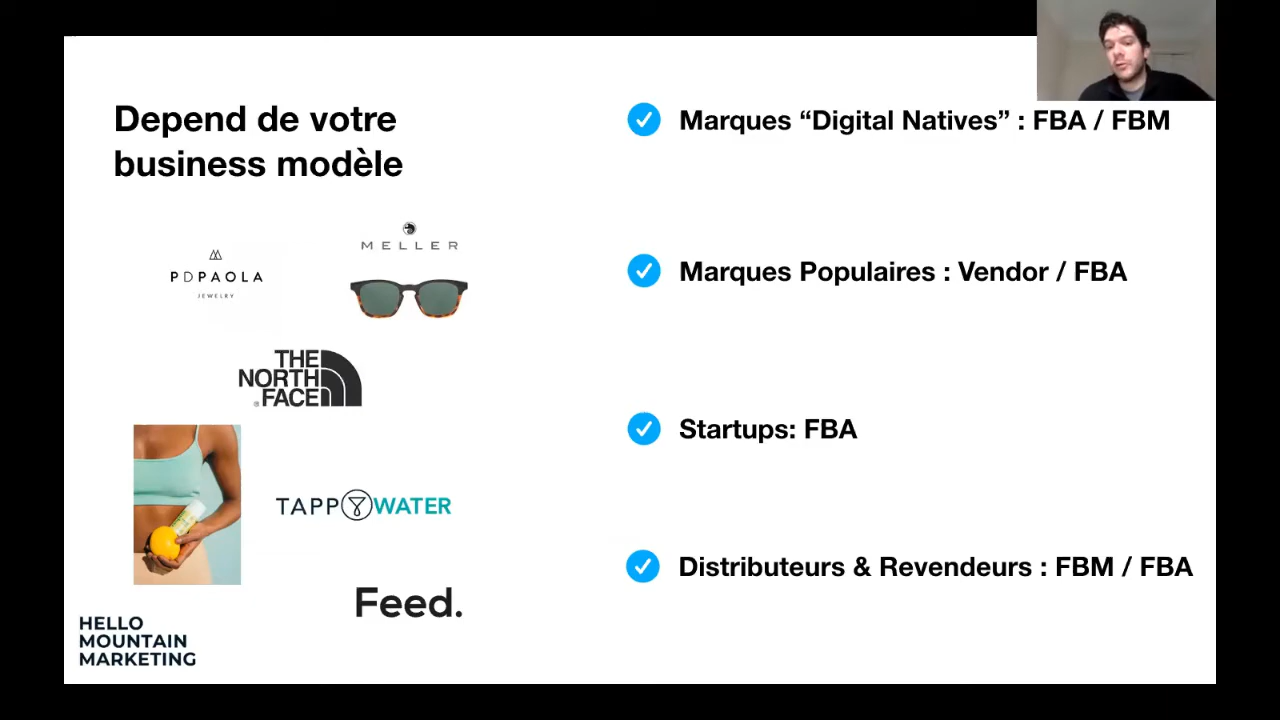 Depend de votre
business modèle
PDPAOLA
JEWELRY
MELLER
THE
NORTH
FACE
TAPP WATER
Feed.
HELLO
MOUNTAIN
MARKETING
Marques “Digital Natives” : FBA / FBM
Marques Populaires : Vendor / FBA
Startups: FBA
Distributeurs & Revendeurs : FBM / FBA